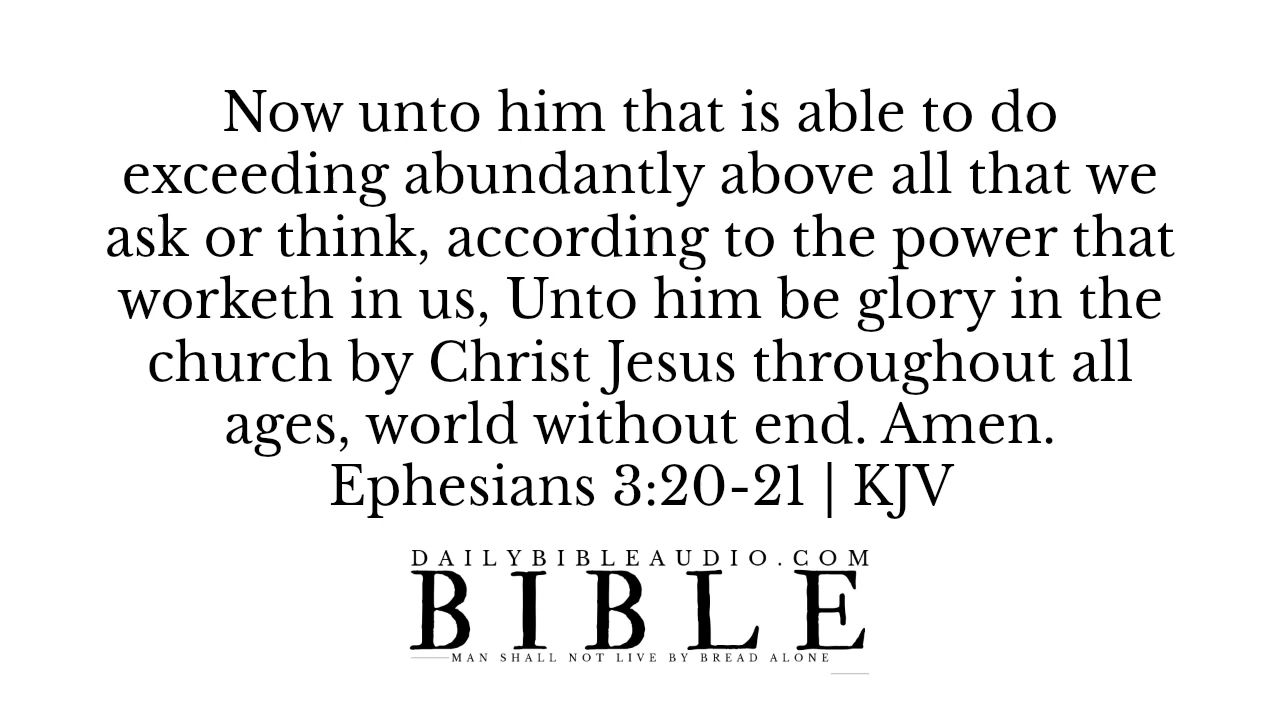 Now unto him that is able to do
exceeding abundantly above all that we
ask or think, according to the power that
worketh in us, Unto him be glory in the
church by Christ Jesus throughout all
ages, world without end. Amen.
Ephesians 3:20-21 | KJV
DAILYBIBLEAUDIO.COM
BIBLE
MAN SHALL NOT LIVE BY BREAD ALONE